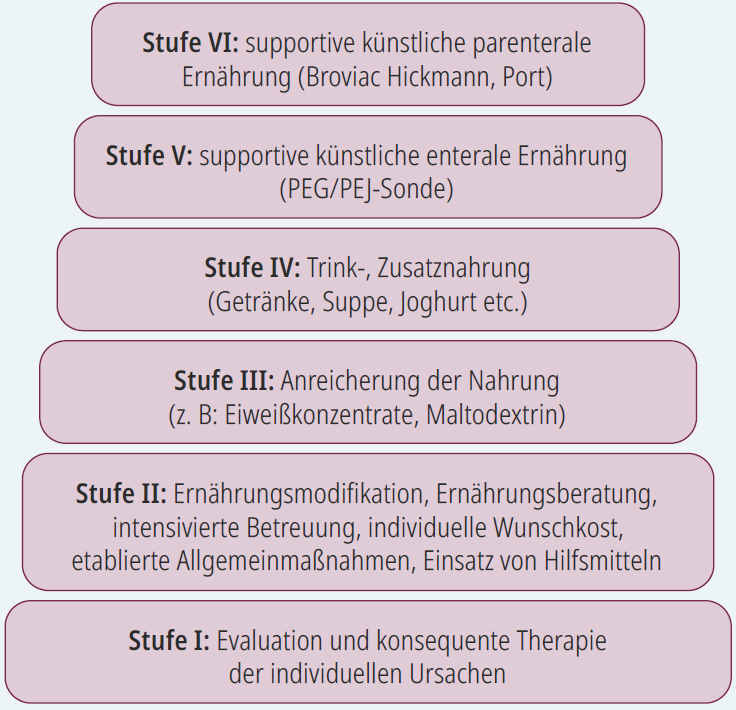 Stufe VI: supportive künstliche parenterale
Ernährung (Broviac Hickmann, Port)
Stufe V: supportive künstliche enterale Ernährung
(PEG/PEJ-Sonde)
Stufe IV: Trink-, Zusatznahrung
(Getränke, Suppe, Joghurt etc.)
Stufe III: Anreicherung der Nahrung
(z. B: Eiweißkonzentrate, Maltodextrin)
Stufe II: Ernährungsmodifikation, Ernährungsberatung,
intensivierte Betreuung, individuelle Wunschkost,
etablierte Allgemeinmaßnahmen, Einsatz von Hilfsmitteln
Stufe I: Evaluation und konsequente Therapie
der individuellen Ursachen